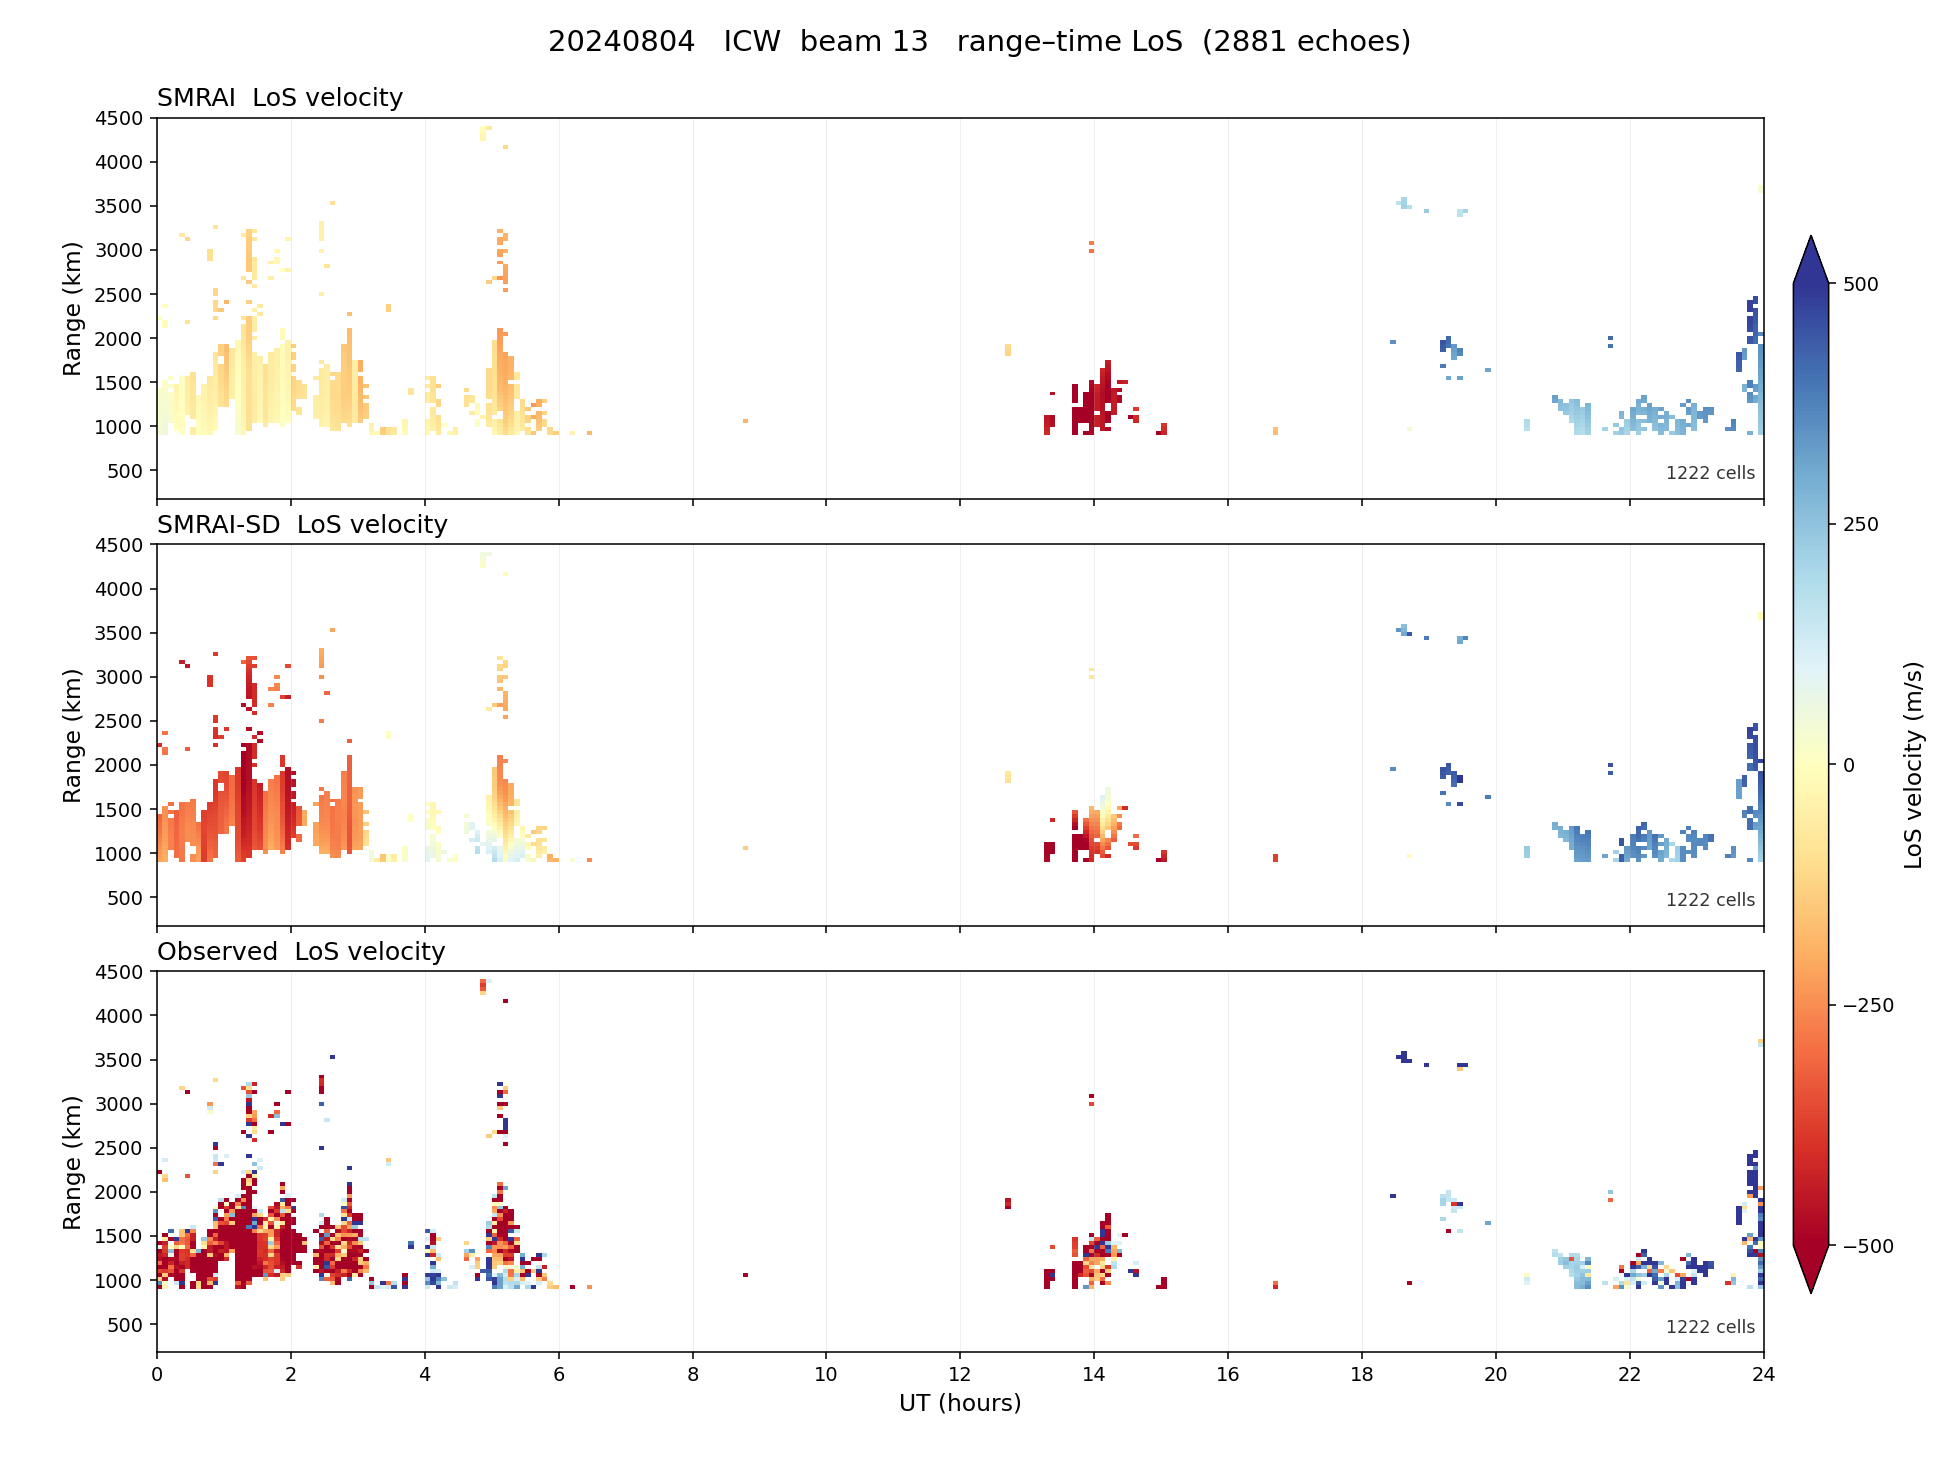 20240804   ICW  beam 13   range–time LoS  (2881 echoes)
SMRAI  LoS velocity
4500
4000
3500
3000
2500
2000
1500
1000
500
Range (km)
1222 cells
SMRAI-SD  LoS velocity
4500
4000
3500
3000
2500
2000
1500
1000
500
Range (km)
1222 cells
Observed  LoS velocity
4500
4000
3500
3000
2500
2000
1500
1000
500
Range (km)
1222 cells
0 2 4 6 8 10 12 14 16 18 20 22 24
UT (hours)
500
250
0
−250
−500
LoS velocity (m/s)